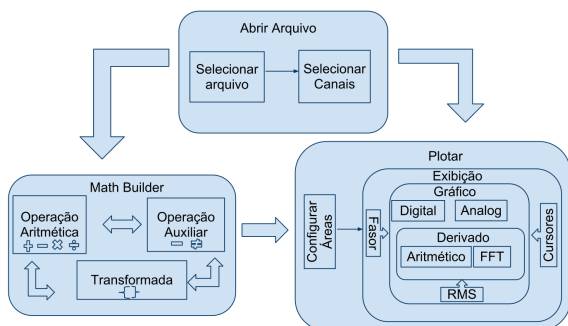 Abrir Arquivo
Selecionar
arquivo
Selecionar
Canais
Math Builder
Operação
Aritmética
Operação
Auxiliar
Transformada
Plotar
Configurar
Áreas
Exibição
Fasor
Gráfico
Digital
Analog
Derivado
Aritmético
FFT
RMS
Cursores